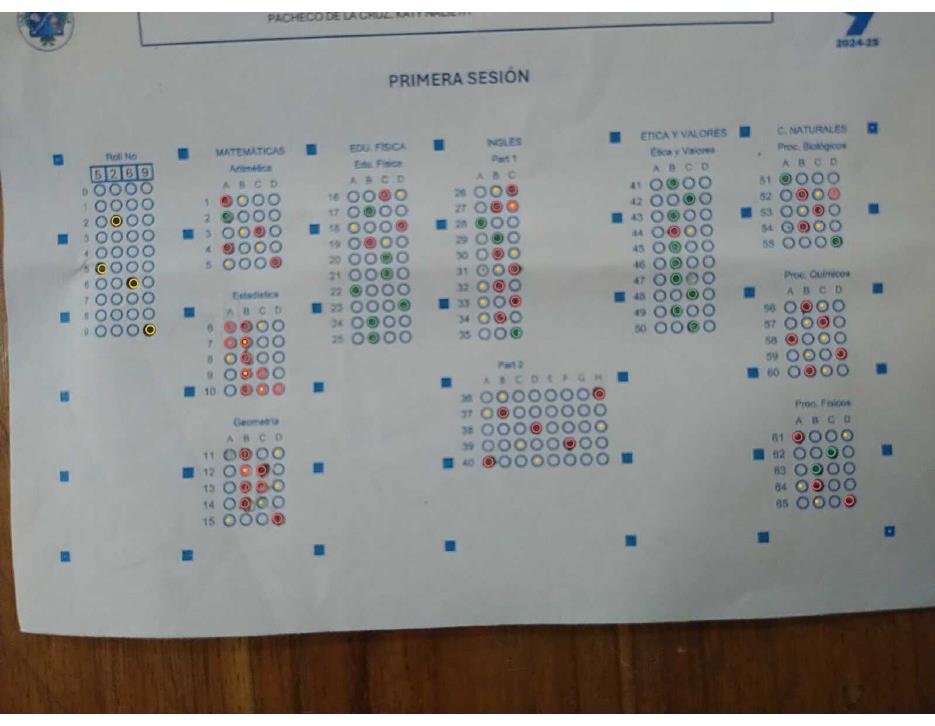 PACHECO DE LA CRUZ, KATY NALIETH
2024-25
PRIMERA SESIÓN
Roll No
5 2 6 9
0
1
2
3
4
5
6
7
8
9
MATEMÁTICAS
Aritmética
A B C D
1
2
3
4
5
Estadística
A B C D
6
7
8
9
10
Geometría
A B C D
11
12
13
14
15
EDU. FÍSICA
Edu. Física
A B C D
16
17
18
19
20
21
22
23
24
25
INGLES
Part 1
A B C
26
27
28
29
30
31
32
33
34
35
Part 2
A B C D E F G H
36
37
38
39
40
ETICA Y VALORES
Ética y Valores
A B C D
41
42
43
44
45
46
47
48
49
50
C. NATURALES
Proc. Biológicos
A B C D
51
52
53
54
55
Proc. Químicos
A B C D
56
57
58
59
60
Proc. Físicos
A B C D
61
62
63
64
65